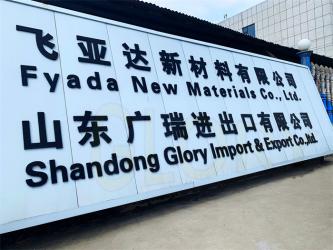 飞亚达新材料有限公司
Fyada New Materials Co., Ltd.
山东广瑞进出口有限公司
Shandong Glory Import & Export Co.,ltd.